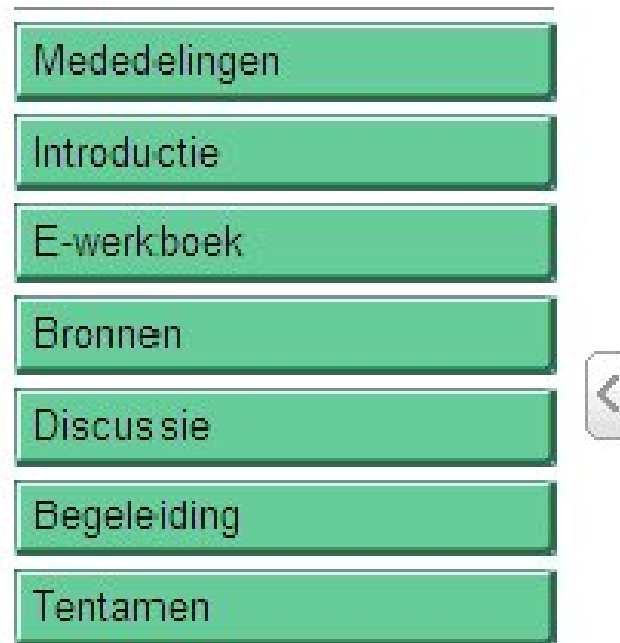 Mededelingen
Introductie
E-werkboek
Bronnen
Discussie
Begeleiding
Tentamen